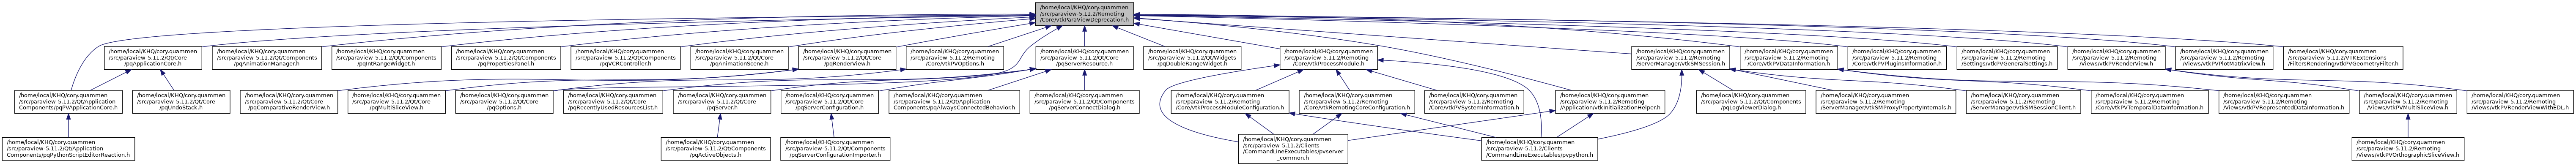 /home/local/KHQ/cory.quammen
/src/paraview-5.11.2/Remoting
/Core/vtkParaViewDeprecation.h
/home/local/KHQ/cory.quammen
/src/paraview-5.11.2/Qt/Core
/pqApplicationCore.h
/home/local/KHQ/cory.quammen
/src/paraview-5.11.2/Qt/Components
/pqAnimationManager.h
/home/local/KHQ/cory.quammen
/src/paraview-5.11.2/Qt/Components
/pqIntRangeWidget.h
/home/local/KHQ/cory.quammen
/src/paraview-5.11.2/Qt/Components
/pqPropertiesPanel.h
/home/local/KHQ/cory.quammen
/src/paraview-5.11.2/Qt/Components
/pqVCRController.h
/home/local/KHQ/cory.quammen
/src/paraview-5.11.2/Qt/Core
/pqAnimationScene.h
/home/local/KHQ/cory.quammen
/src/paraview-5.11.2/Qt/Core
/pqRenderView.h
/home/local/KHQ/cory.quammen
/src/paraview-5.11.2/Remoting
/Core/vtkPVOptions.h
/home/local/KHQ/cory.quammen
/src/paraview-5.11.2/Qt/Core
/pqServerResource.h
/home/local/KHQ/cory.quammen
/src/paraview-5.11.2/Qt/Widgets
/pqDoubleRangeWidget.h
/home/local/KHQ/cory.quammen
/src/paraview-5.11.2/Remoting
/Core/vtkProcessModule.h
/home/local/KHQ/cory.quammen
/src/paraview-5.11.2/Remoting
/ServerManager/vtkSMSession.h
/home/local/KHQ/cory.quammen
/src/paraview-5.11.2/Remoting
/Core/vtkPVDataInformation.h
/home/local/KHQ/cory.quammen
/src/paraview-5.11.2/Remoting
/Core/vtkPVPluginsInformation.h
/home/local/KHQ/cory.quammen
/src/paraview-5.11.2/Remoting
/Settings/vtkPVGeneralSettings.h
/home/local/KHQ/cory.quammen
/src/paraview-5.11.2/Remoting
/Views/vtkPVRenderView.h
/home/local/KHQ/cory.quammen
/src/paraview-5.11.2/Remoting
/Views/vtkPVPlotMatrixView.h
/home/local/KHQ/cory.quammen
/src/paraview-5.11.2/VTKExtensions
/FiltersRendering/vtkPVGeometryFilter.h
/home/local/KHQ/cory.quammen
/src/paraview-5.11.2/Qt/Application
Components/pqPVApplicationCore.h
/home/local/KHQ/cory.quammen
/src/paraview-5.11.2/Qt/Core
/pqUndoStack.h
/home/local/KHQ/cory.quammen
/src/paraview-5.11.2/Qt/Core
/pqComparativeRenderView.h
/home/local/KHQ/cory.quammen
/src/paraview-5.11.2/Qt/Core
/pqMultiSliceView.h
/home/local/KHQ/cory.quammen
/src/paraview-5.11.2/Qt/Core
/pqOptions.h
/home/local/KHQ/cory.quammen
/src/paraview-5.11.2/Qt/Core
/pqRecentlyUsedResourcesList.h
/home/local/KHQ/cory.quammen
/src/paraview-5.11.2/Qt/Core
/pqServer.h
/home/local/KHQ/cory.quammen
/src/paraview-5.11.2/Qt/Core
/pqServerConfiguration.h
/home/local/KHQ/cory.quammen
/src/paraview-5.11.2/Qt/Application
Components/pqAlwaysConnectedBehavior.h
/home/local/KHQ/cory.quammen
/src/paraview-5.11.2/Qt/Components
/pqServerConnectDialog.h
/home/local/KHQ/cory.quammen
/src/paraview-5.11.2/Remoting
/Core/vtkProcessModuleConfiguration.h
/home/local/KHQ/cory.quammen
/src/paraview-5.11.2/Remoting
/Core/vtkRemotingCoreConfiguration.h
/home/local/KHQ/cory.quammen
/src/paraview-5.11.2/Remoting
/Core/vtkPVSystemInformation.h
/home/local/KHQ/cory.quammen
/src/paraview-5.11.2/Remoting
/Application/vtkInitializationHelper.h
/home/local/KHQ/cory.quammen
/src/paraview-5.11.2/Qt/Components
/pqLogViewerDialog.h
/home/local/KHQ/cory.quammen
/src/paraview-5.11.2/Remoting
/ServerManager/vtkSMProxyPropertyInternals.h
/home/local/KHQ/cory.quammen
/src/paraview-5.11.2/Remoting
/ServerManager/vtkSMSessionClient.h
/home/local/KHQ/cory.quammen
/src/paraview-5.11.2/Remoting
/Core/vtkPVTemporalDataInformation.h
/home/local/KHQ/cory.quammen
/src/paraview-5.11.2/Remoting
/Views/vtkPVRepresentedDataInformation.h
/home/local/KHQ/cory.quammen
/src/paraview-5.11.2/Remoting
/Views/vtkPVMultiSliceView.h
/home/local/KHQ/cory.quammen
/src/paraview-5.11.2/Remoting
/Views/vtkPVRenderViewWithEDL.h
/home/local/KHQ/cory.quammen
/src/paraview-5.11.2/Qt/Application
Components/pqPythonScriptEditorReaction.h
/home/local/KHQ/cory.quammen
/src/paraview-5.11.2/Qt/Components
/pqActiveObjects.h
/home/local/KHQ/cory.quammen
/src/paraview-5.11.2/Qt/Components
/pqServerConfigurationImporter.h
/home/local/KHQ/cory.quammen
/src/paraview-5.11.2/Clients
/CommandLineExecutables/pvserver
_common.h
/home/local/KHQ/cory.quammen
/src/paraview-5.11.2/Clients
/CommandLineExecutables/pvpython.h
/home/local/KHQ/cory.quammen
/src/paraview-5.11.2/Remoting
/Views/vtkPVOrthographicSliceView.h